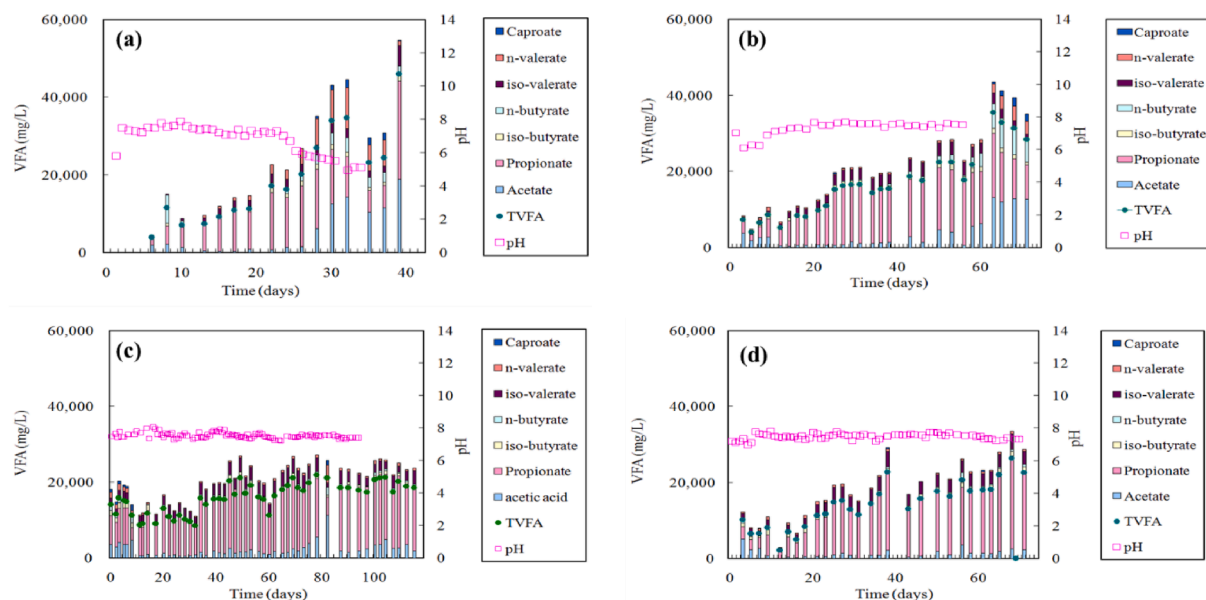 (a)
VFA (mg/L)
60,000
40,000
20,000
0
0 10 20 30 40
Time (days)
14
12
10
8
6
4
2
0
pH
Caproate
n-valerate
iso-valerate
n-butyrate
iso-butyrate
Propionate
Acetate
TVFA
pH
(b)
VFA (mg/L)
60,000
40,000
20,000
0
0 20 40 60
Time (days)
14
12
10
8
6
4
2
0
pH
Caproate
n-valerate
iso-valerate
n-butyrate
iso-butyrate
Propionate
Acetate
TVFA
pH
(c)
VFA (mg/L)
60,000
40,000
20,000
0
0 20 40 60 80 100
Time (days)
14
12
10
8
6
4
2
0
pH
Caproate
n-valerate
iso-valerate
n-butyrate
iso-butyrate
Propionate
acetic acid
TVFA
pH
(d)
VFA (mg/L)
60,000
40,000
20,000
0
0 20 40 60
Time (days)
14
12
10
8
6
4
2
0
pH
Caproate
n-valerate
iso-valerate
n-butyrate
iso-butyrate
Propionate
Acetate
TVFA
pH